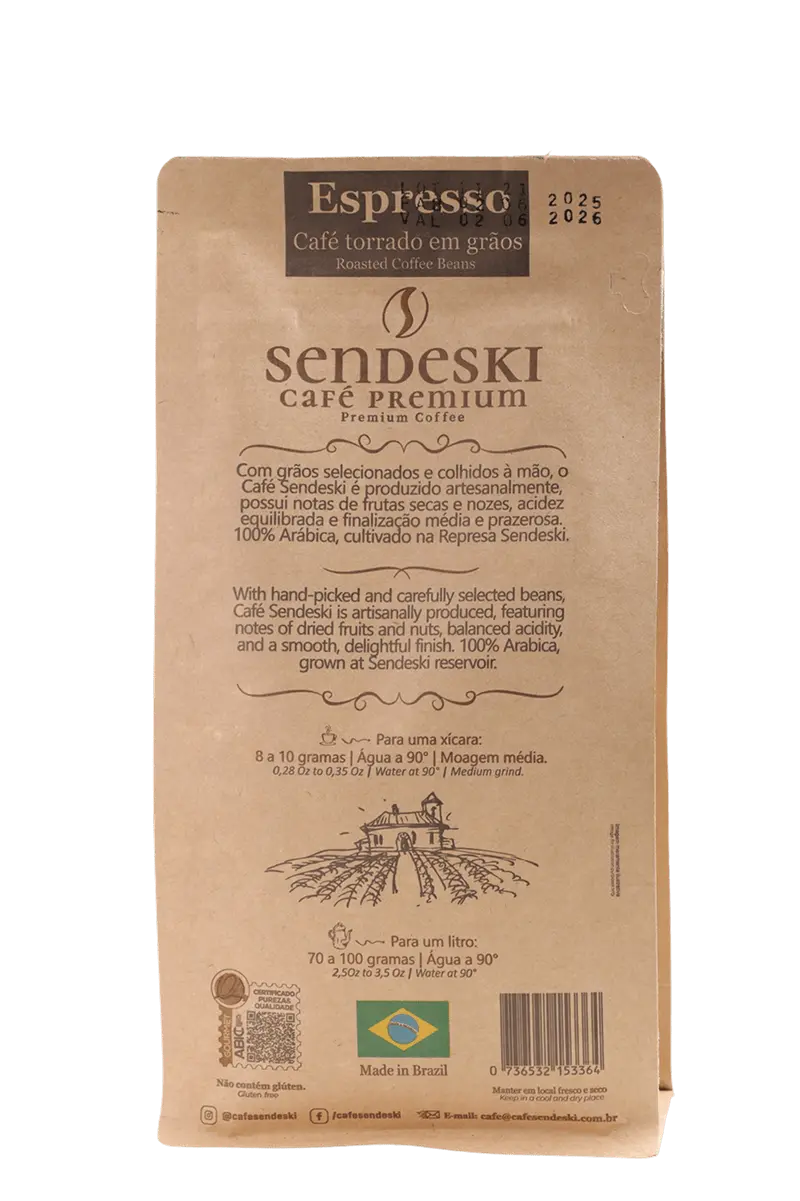 Espresso
2025
VAL 02 06 2026
Café torrado em grãos
Roasted Coffee Beans
SENDESKI
CAFÉ PREMIUM
Premium Coffee
Com grãos selecionados e colhidos à mão, o
Café Sendeski é produzido artesanalmente,
possui notas de frutas secas e nozes, acidez
equilibrada e finalização média e prazerosa.
100% Arábica, cultivado na Represa Sendeski.
With hand-picked and carefully selected beans,
Café Sendeski is artisanally produced, featuring
notes of dried fruits and nuts, balanced acidity,
and a smooth, delightful finish. 100% Arabica,
grown at Sendeski reservoir.
Para uma xícara:
8 a 10 gramas | Água a 90° | Moagem média.
0,28 Oz to 0,35 Oz | Water at 90° | Medium grind.
Imagem meramente ilustrativa
Para um litro:
70 a 100 gramas | Água a 90°
2,5Oz to 3,5 Oz | Water at 90°
CERTIFICADO
PUREZA&
QUALIDADE
ABIC
GOURMET
Não contém glúten.
Gluten free
Made in Brazil
0 736532 153364
Manter em local fresco e seco
Keep in a cool and dry place
@cafesendeski
/cafesendeski
E-mail: cafe@cafesendeski.com.br